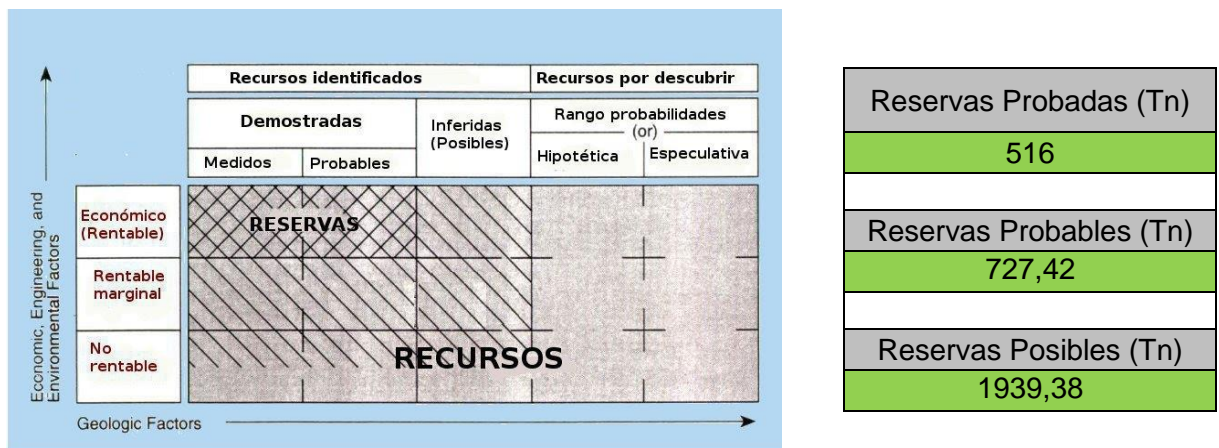 Recursos identificados
Recursos por descubrir
Demostradas
Inferidas
(Posibles)
Rango probabilidades
(or)
Medidos
Probables
Hipotética
Especulativa
Economic, Engineering, and
Environmental Factors
Económico
(Rentable)
RESERVAS
Rentable
marginal
No
rentable
RECURSOS
Geologic Factors
Reservas Probadas (Tn)
516
Reservas Probables (Tn)
727,42
Reservas Posibles (Tn)
1939,38